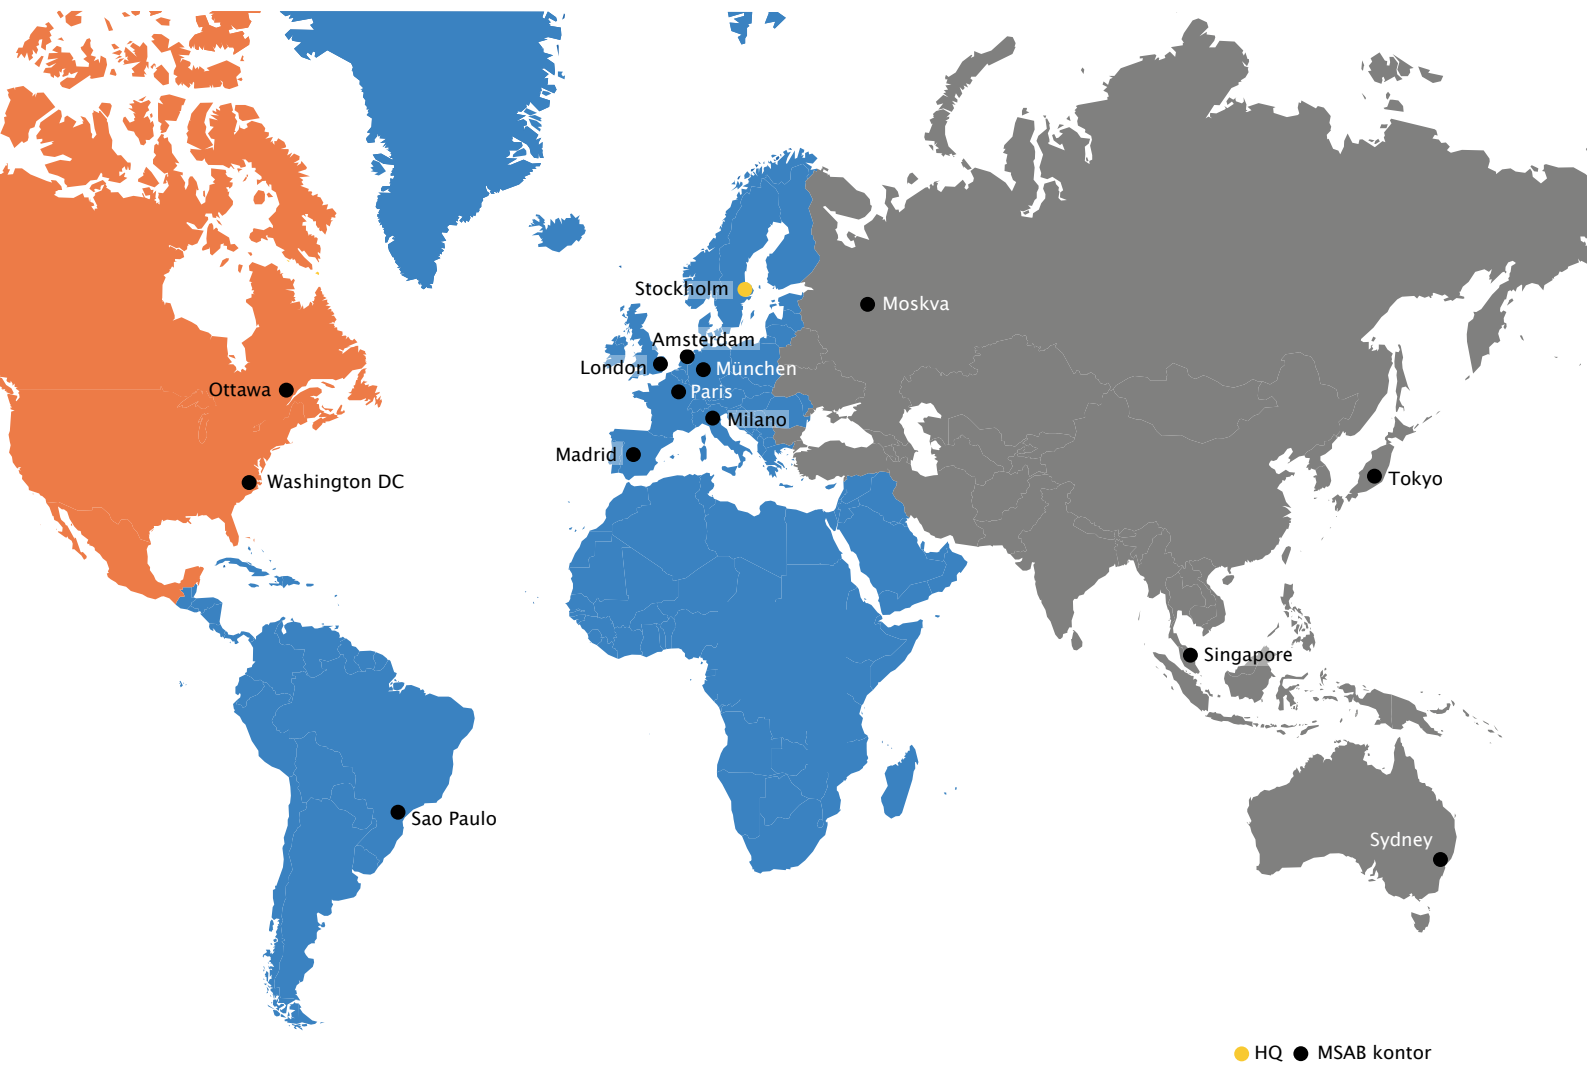 Stockholm
Moskva
Amsterdam
London
München
Ottawa
Paris
Milano
Madrid
Washington DC
Tokyo
Singapore
Sao Paulo
Sydney
HQ MSAB kontor